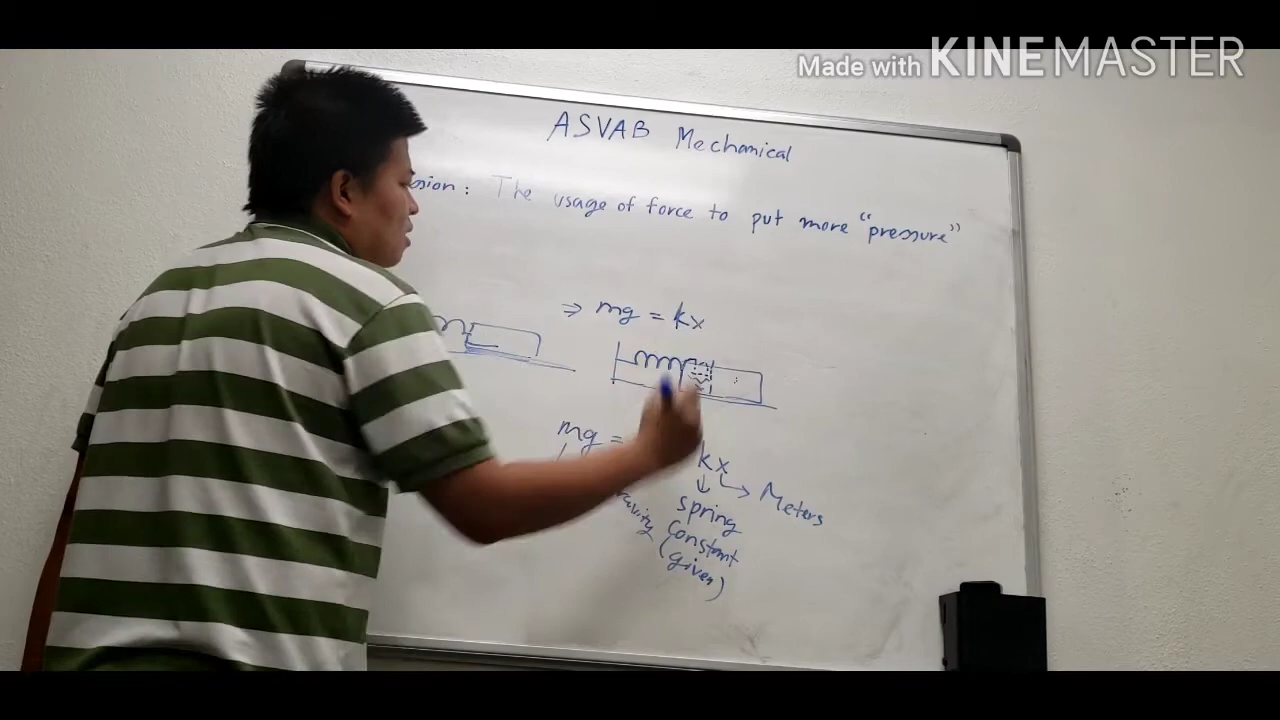 Made with KINEMASTER
ASVAB Mechanical
ssion: The usage of force to put more "pressure"
⇒ mg = kx
mg = kx
→ Meters
↓
spring
constant
(given)